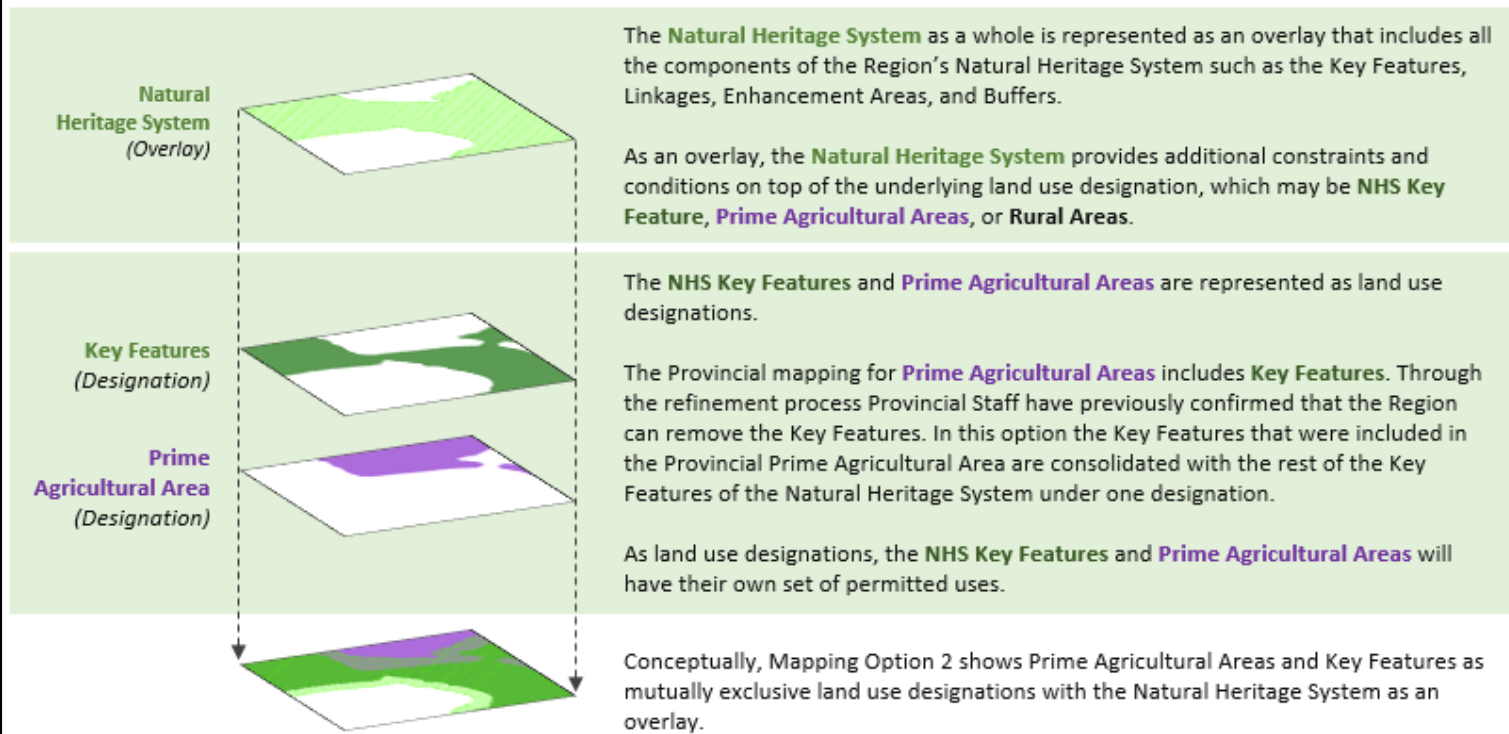 Natural
Heritage System
(Overlay)
The Natural Heritage System as a whole is represented as an overlay that includes all
the components of the Region's Natural Heritage System such as the Key Features,
Linkages, Enhancement Areas, and Buffers.
As an overlay, the Natural Heritage System provides additional constraints and
conditions on top of the underlying land use designation, which may be NHS Key
Feature, Prime Agricultural Areas, or Rural Areas.
Key Features
(Designation)
Prime
Agricultural Area
(Designation)
The NHS Key Features and Prime Agricultural Areas are represented as land use
designations.
The Provincial mapping for Prime Agricultural Areas includes Key Features. Through
the refinement process Provincial Staff have previously confirmed that the Region
can remove the Key Features. In this option the Key Features that were included in
the Provincial Prime Agricultural Area are consolidated with the rest of the Key
Features of the Natural Heritage System under one designation.
As land use designations, the NHS Key Features and Prime Agricultural Areas will
have their own set of permitted uses.
Conceptually, Mapping Option 2 shows Prime Agricultural Areas and Key Features as
mutually exclusive land use designations with the Natural Heritage System as an
overlay.